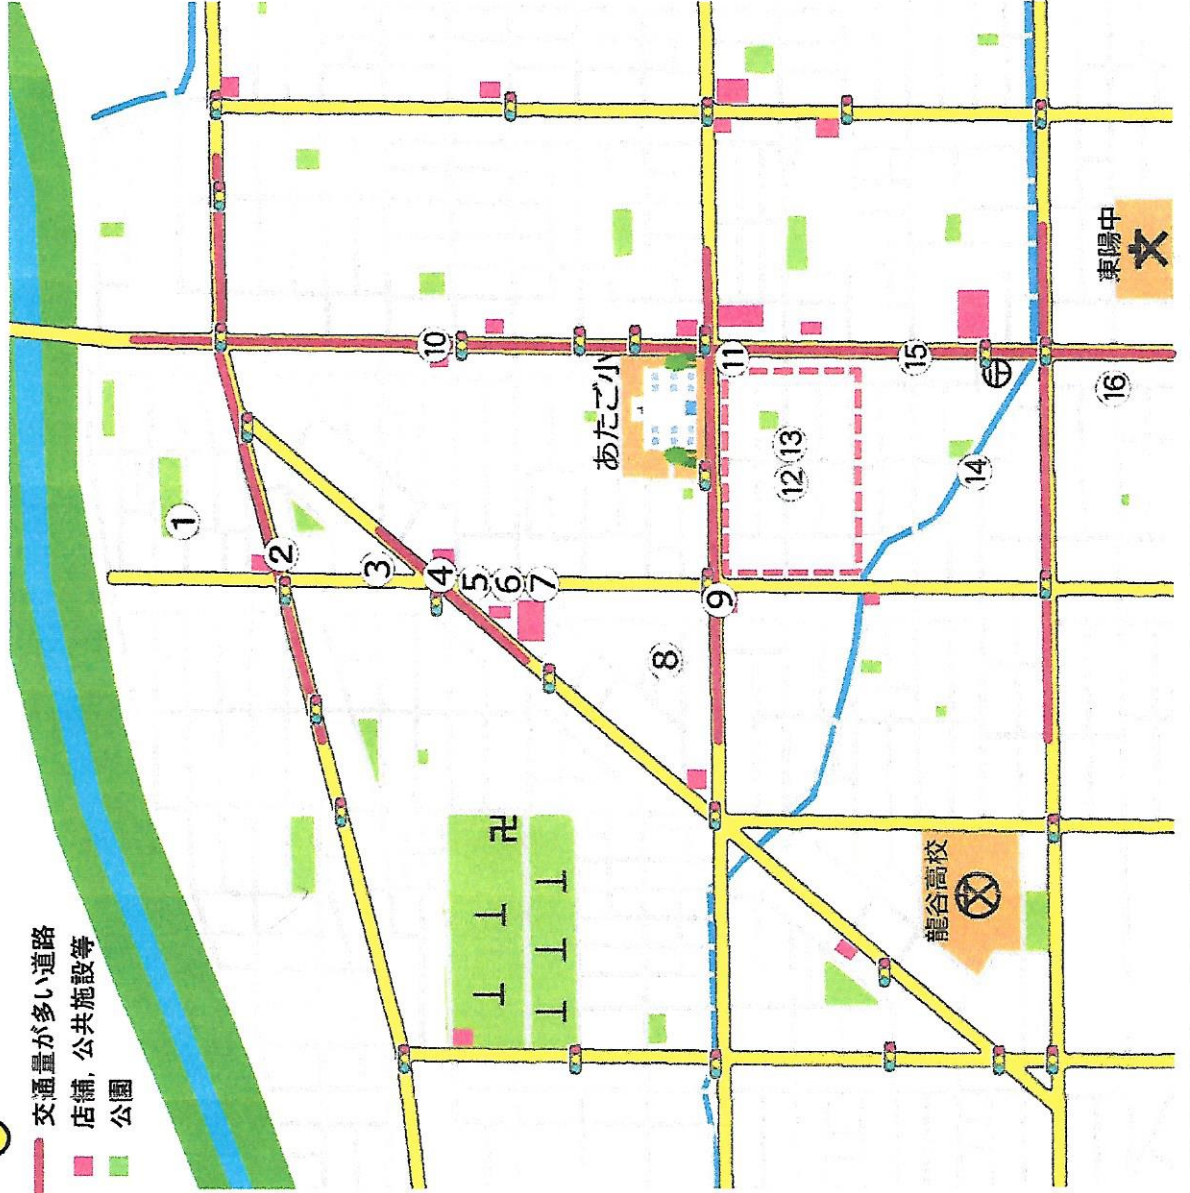 交通量が多い道路
店舗, 公共施設等
公園
①
②
③
④
⑤
⑥
⑦
⑧
⑨
⑩
⑪
⑫⑬
⑭
⑮
⑯
あたご小
東陽中
龍谷高校